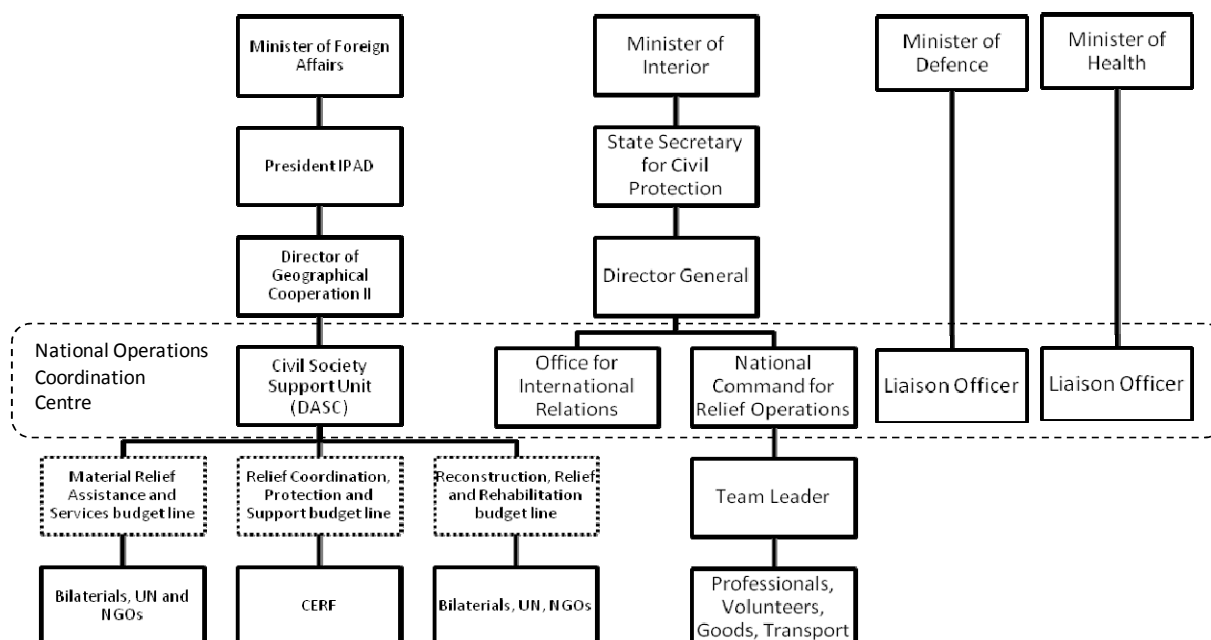 Minister of Foreign
Affairs
Minister of
Interior
Minister of
Defence
Minister of
Health
President IPAD
State Secretary
for Civil
Protection
Director of
Geographical
Cooperation II
Director General
National Operations
Coordination
Centre
Civil Society
Support Unit
(DASC)
Office for
International
Relations
National
Command for
Relief Operations
Liaison Officer
Liaison Officer
Material Relief
Assistance and
Services budget line
Relief Coordination,
Protection and
Support budget line
Reconstruction, Relief
and Rehabilitation
budget line
Team Leader
Bilaterials, UN and
NGOs
CERF
Bilaterials, UN, NGOs
Professionals,
Volunteers,
Goods, Transport